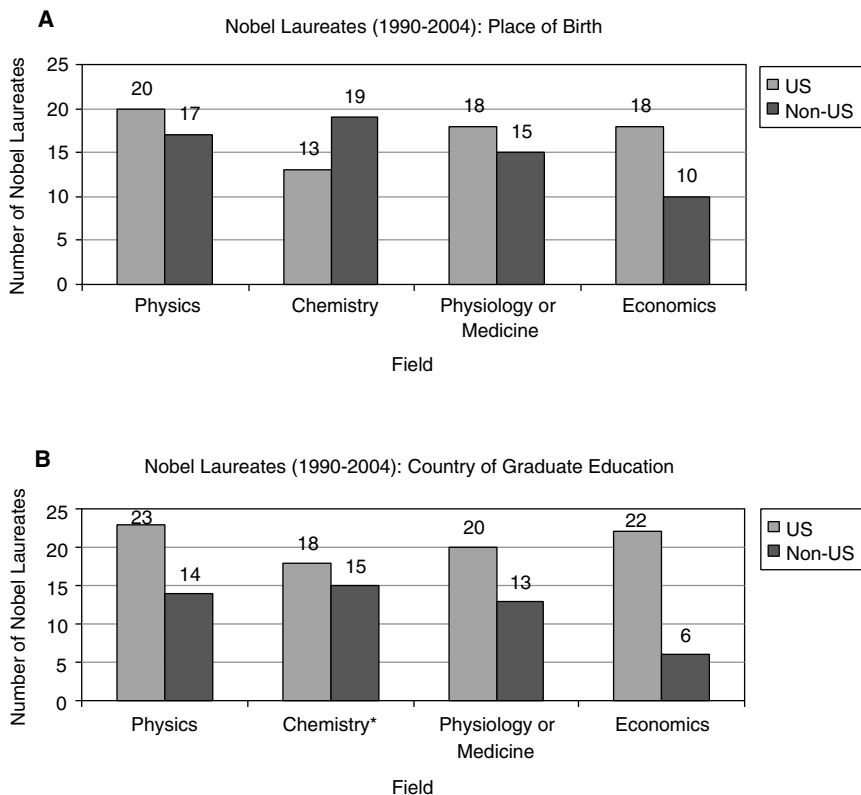 A
Nobel Laureates (1990-2004): Place of Birth
Number of Nobel Laureates
25
20
15
10
5
0
20
17
13
19
18
15
18
10
US
Non-US
Physics
Chemistry
Physiology or
Medicine
Economics
Field
B
Nobel Laureates (1990-2004): Country of Graduate Education
Number of Nobel Laureates
25
20
15
10
5
0
23
14
18
15
20
13
22
6
US
Non-US
Physics
Chemistry*
Physiology or
Medicine
Economics
Field